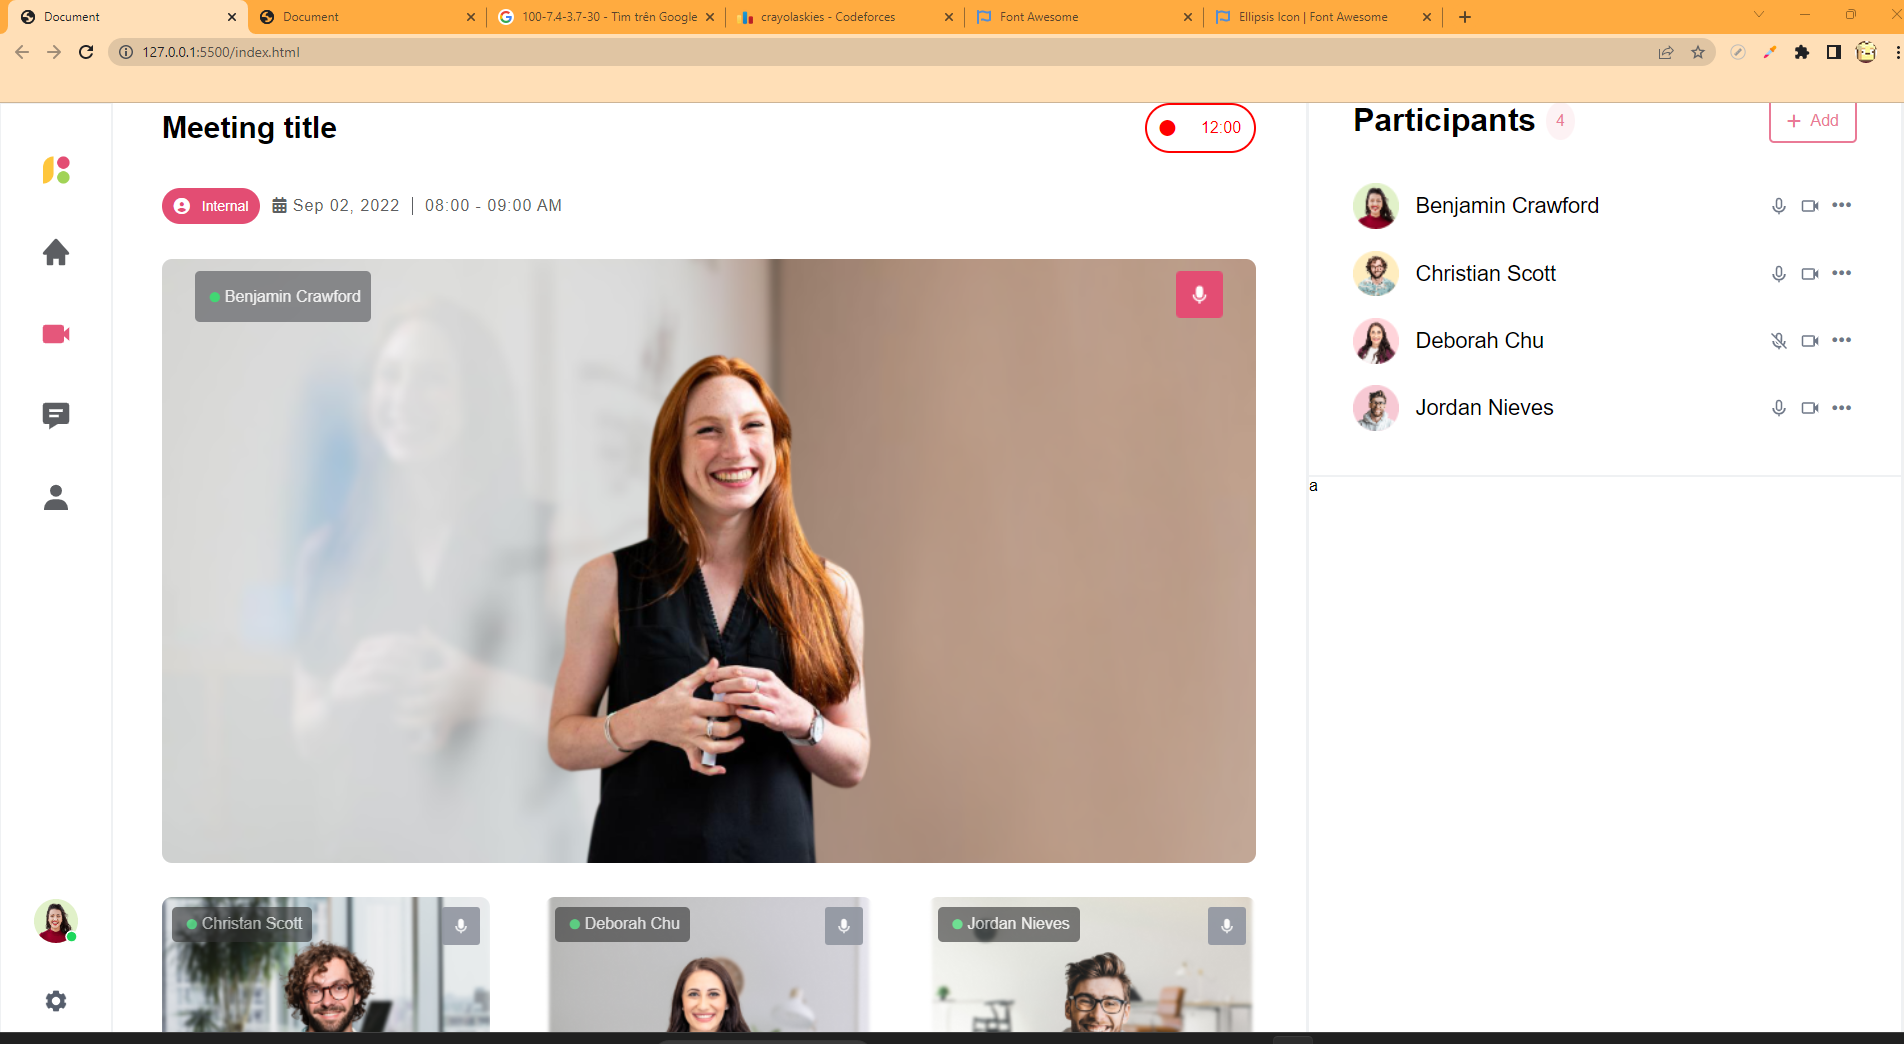 Document
Document
100-7.4-3.7-30 - Tìm trên Google
crayolaskies - Codeforces
Font Awesome
Ellipsis Icon | Font Awesome
127.0.0.1:5500/index.html
Meeting title
12:00
Internal
Sep 02, 2022 | 08:00 - 09:00 AM
Benjamin Crawford
Christan Scott
Deborah Chu
Jordan Nieves
Participants 4
+ Add
Benjamin Crawford
Christian Scott
Deborah Chu
Jordan Nieves
a